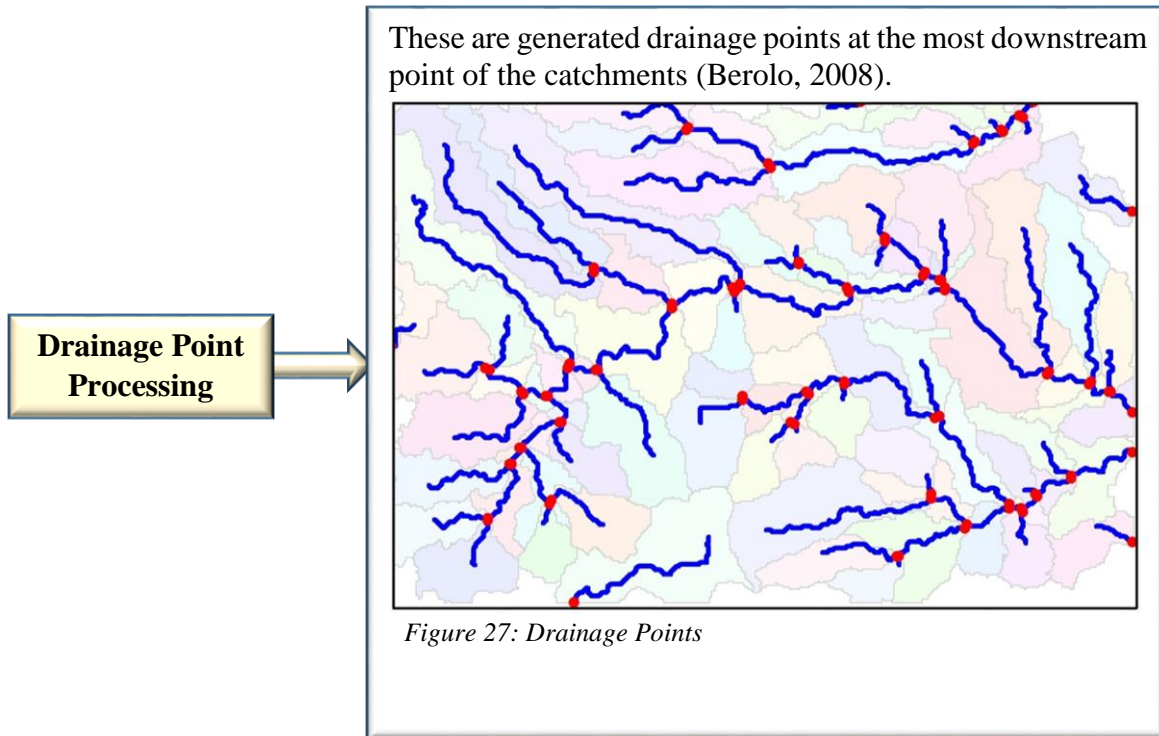 Drainage Point
Processing
These are generated drainage points at the most downstream
point of the catchments (Berolo, 2008).
Figure 27: Drainage Points